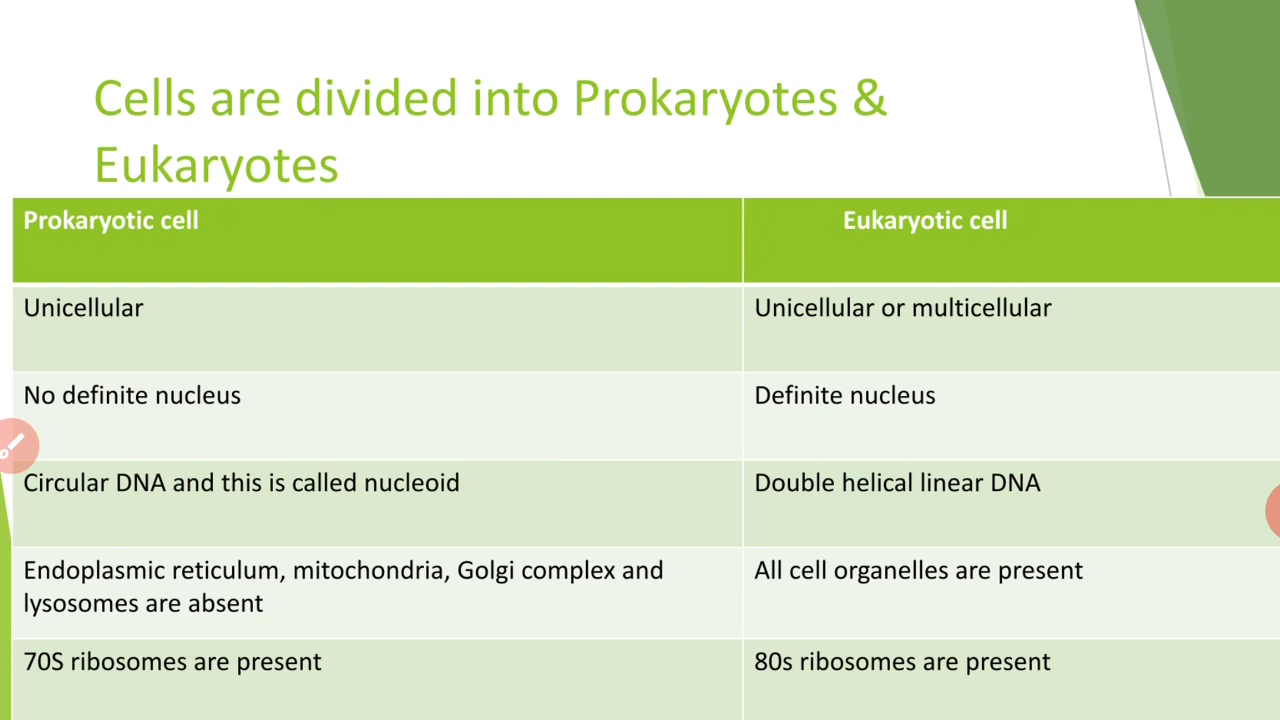 Cells are divided into Prokaryotes &
Eukaryotes
Prokaryotic cell
Eukaryotic cell
Unicellular
Unicellular or multicellular
No definite nucleus
Definite nucleus
Circular DNA and this is called nucleoid
Double helical linear DNA
Endoplasmic reticulum, mitochondria, Golgi complex and
lysosomes are absent
All cell organelles are present
70S ribosomes are present
80s ribosomes are present